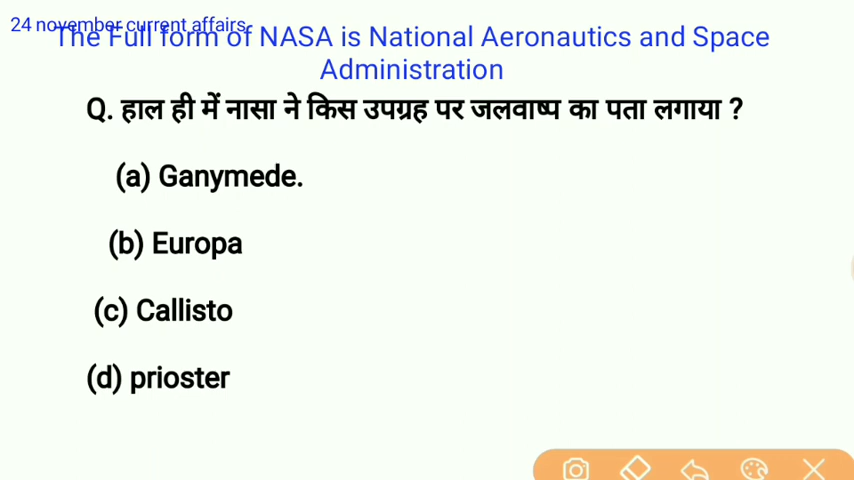 24 november current affairs
The Full form of NASA is National Aeronautics and Space
Administration
Q. हाल ही में नासा ने किस उपग्रह पर जलवाष्प का पता लगाया ?
(a) Ganymede.
(b) Europa
(c) Callisto
(d) prioster